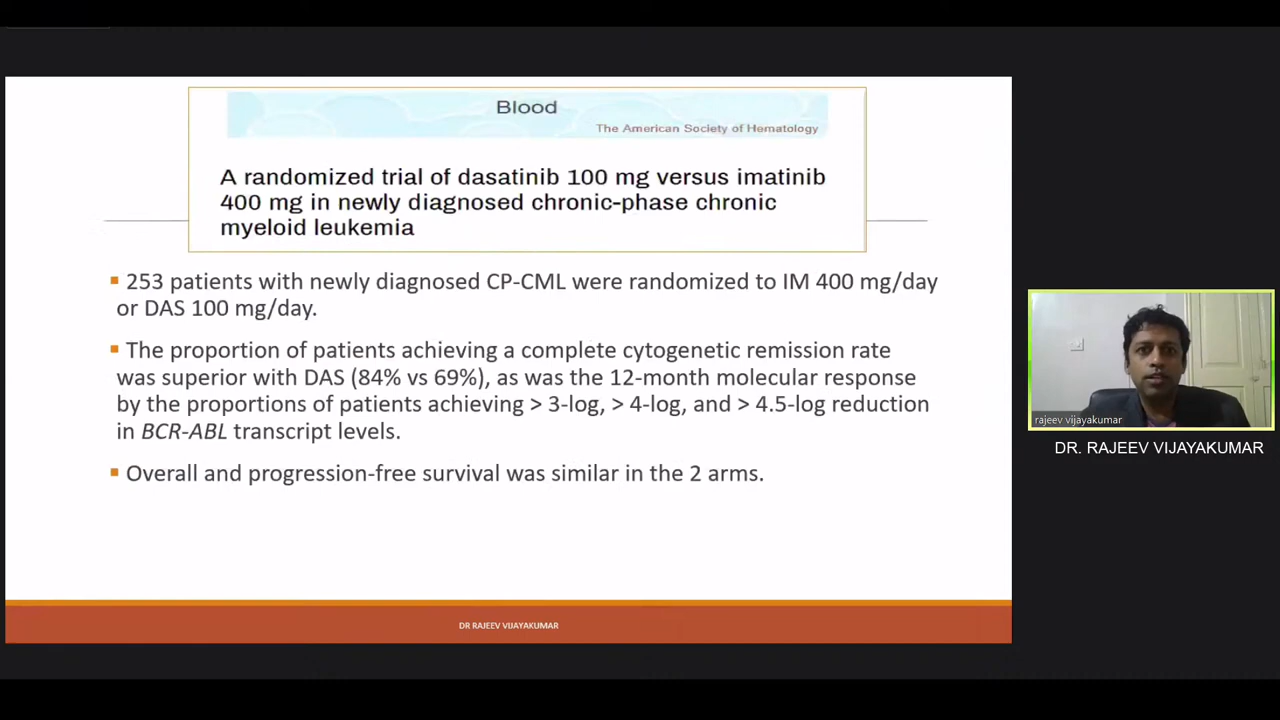 Blood
The American Society of Hematology
A randomized trial of dasatinib 100 mg versus imatinib
400 mg in newly diagnosed chronic-phase chronic
myeloid leukemia
▪ 253 patients with newly diagnosed CP-CML were randomized to IM 400 mg/day
or DAS 100 mg/day.
▪ The proportion of patients achieving a complete cytogenetic remission rate
was superior with DAS (84% vs 69%), as was the 12-month molecular response
by the proportions of patients achieving > 3-log, > 4-log, and > 4.5-log reduction
in BCR-ABL transcript levels.
▪ Overall and progression-free survival was similar in the 2 arms.
DR RAJEEV VIJAYAKUMAR
rajeev vijayakumar
DR. RAJEEV VIJAYAKUMAR